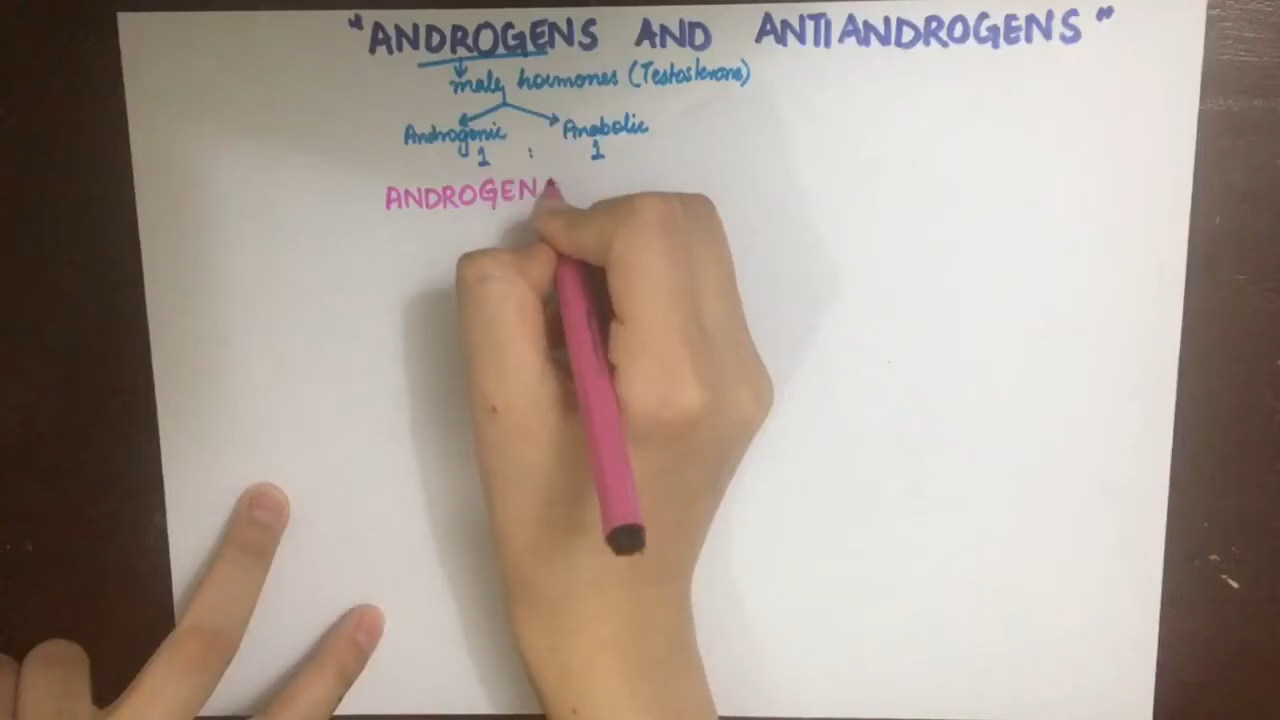 "ANDROGENS AND ANTIANDROGENS"
male hormones (Testosterone)
Androgenic Anabolic
1 : 1
ANDROGEN